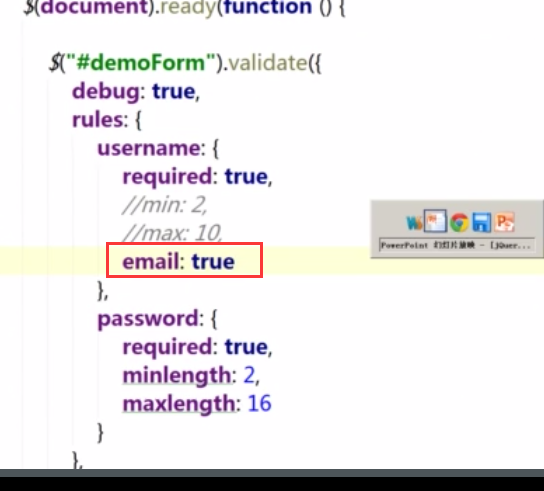 $(document).ready(function () {
$("#demoForm").validate({
debug: true,
rules: {
username: {
required: true,
//min: 2,
//max: 10,
email: true
},
password: {
required: true,
minlength: 2,
maxlength: 16
}
},
PowerPoint 幻灯片放映 - [jQuer...